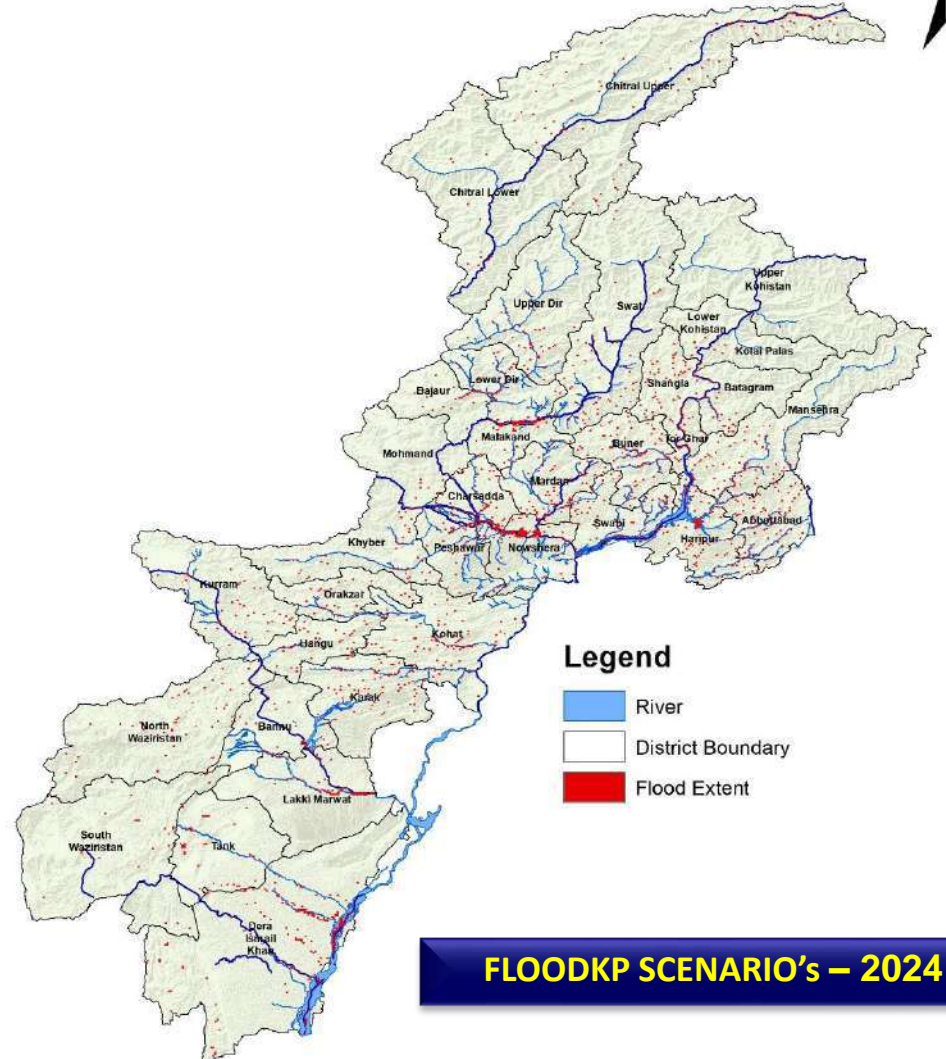 Chitral Upper
Chitral Lower
Upper
Kohistan
Upper Dir
Swat
Lower
Kohistan
Kolai Palas
Lower Dir
Shangla
Batagram
Bajaur
Mansehra
Malakand
Buner
Tor Ghar
Mohmand
Mardan
Charsadda
Swabi
Abbottabad
Haripur
Khyber
Peshawar
Nowshera
Kurram
Orakzai
Hangu
Kohat
Karak
North
Waziristan
Bannu
Lakki Marwat
South
Waziristan
Tank
Dera
Ismail
Khan
Legend
River
District Boundary
Flood Extent
FLOODKP SCENARIO's – 2024